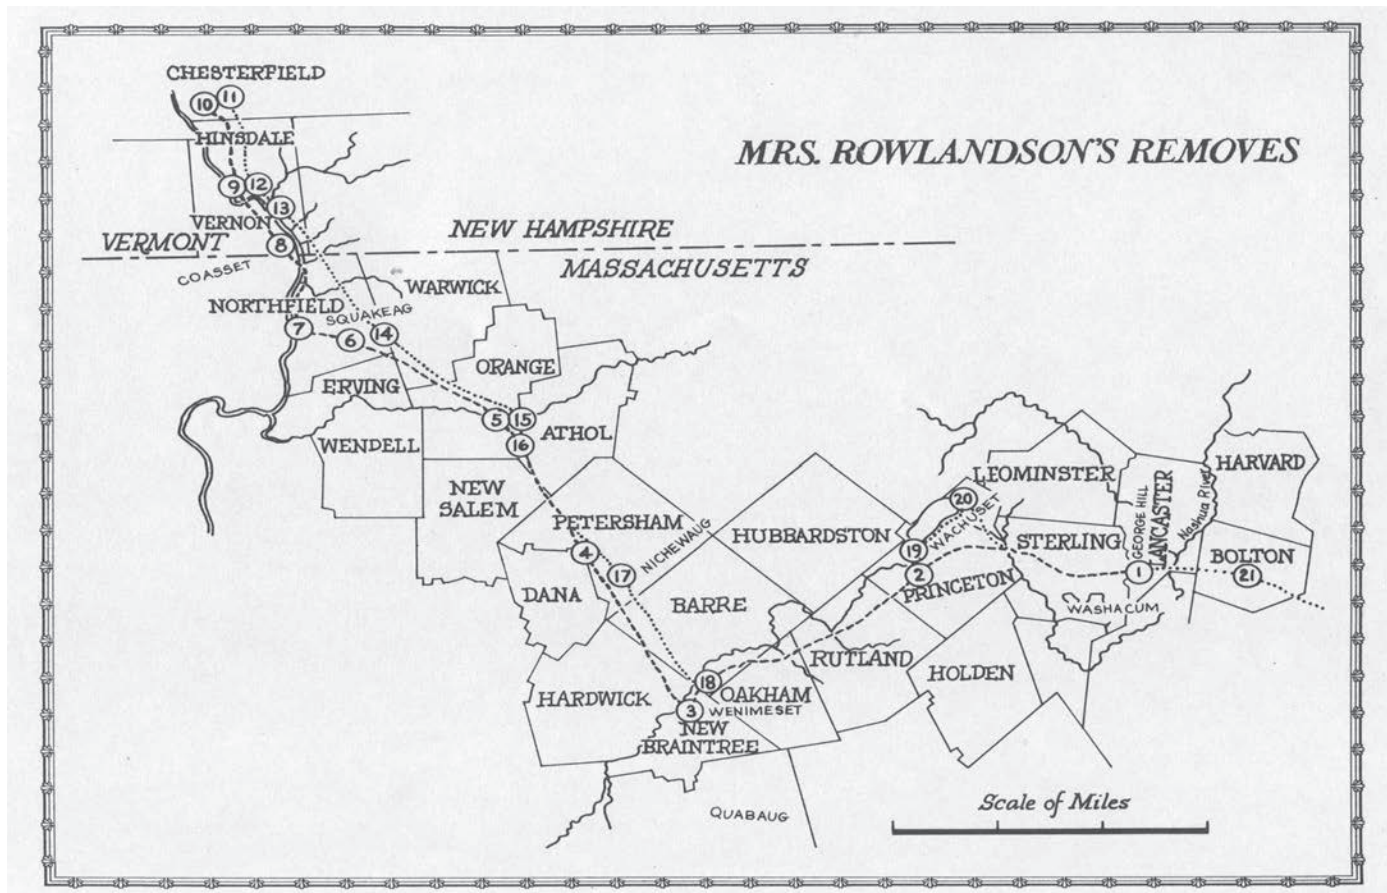 CHESTERFIELD
10 11
HINSDALE
MRS. ROWLANDSON'S REMOVES
9 12
13
VERNON
8
VERMONT
NEW HAMPSHIRE
MASSACHUSETTS
COASSET
WARWICK
NORTHFIELD
SQUAKEAG
7
6
14
ORANGE
ERVING
5 15
ATHOL
16
WENDELL
NEW
SALEM
PETERSHAM
4
NICHEWAUG
17
DANA
BARRE
HUBBARDSTON
LEOMINSTER
20
WACHUSET
19
2
PRINCETON
STERLING
GEORGE HILL
LANCASTER
1
Nashua River
HARVARD
BOLTON
21
WASHACUM
RUTLAND
HOLDEN
HARDWICK
18
OAKHAM
3
WENIMESET
NEW
BRAINTREE
QUABAUG
Scale of Miles